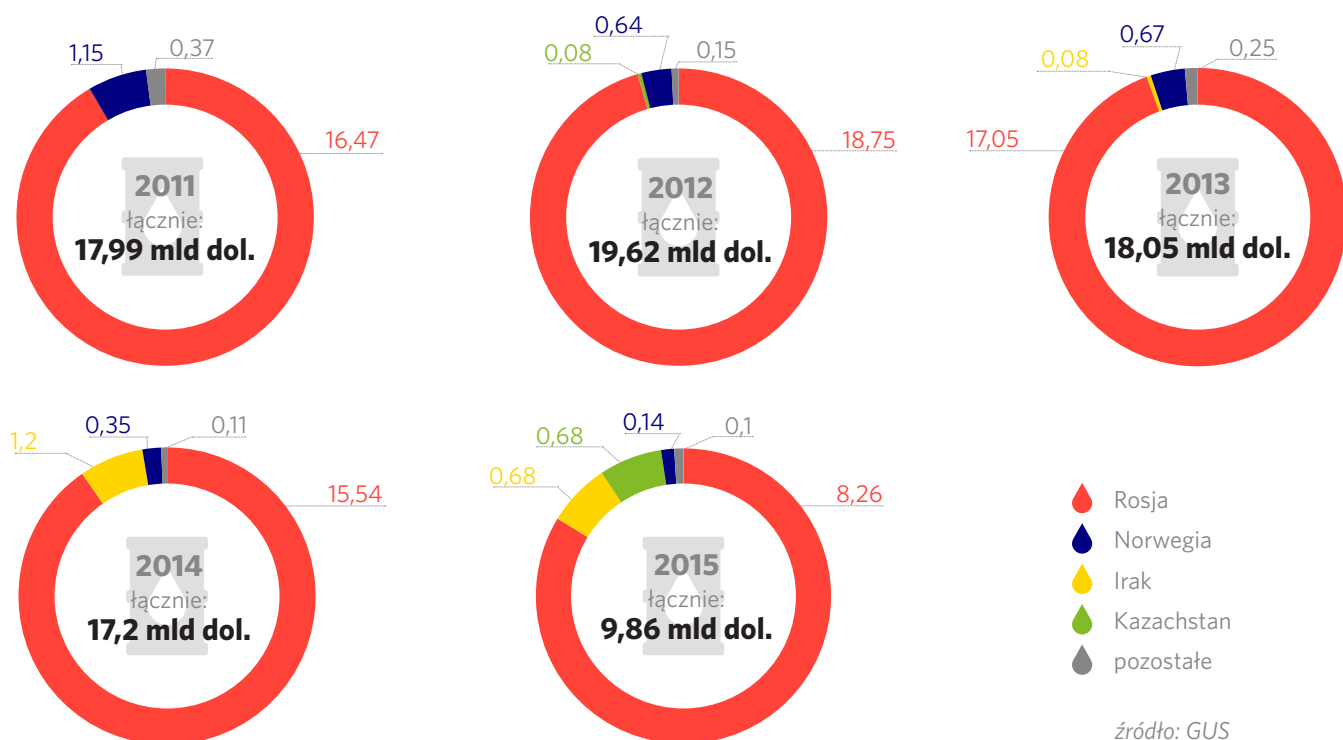 1,15
0,37
16,47
2011
łącznie:
17,99 mld dol.
0,64
0,08
0,15
18,75
2012
łącznie:
19,62 mld dol.
0,67
0,08
0,25
17,05
2013
łącznie:
18,05 mld dol.
1,2
0,35
0,11
15,54
2014
łącznie:
17,2 mld dol.
0,68
0,68
0,14
0,1
8,26
2015
łącznie:
9,86 mld dol.
Rosja
Norwegia
Irak
Kazachstan
pozostałe
źródło: GUS